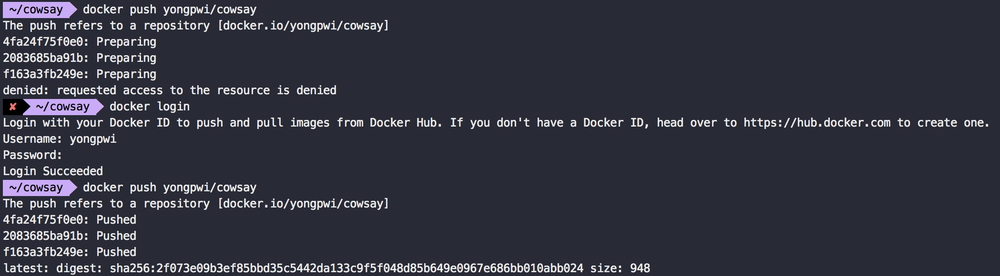 ~/cowsay docker push yongpwi/cowsay
The push refers to a repository [docker.io/yongpwi/cowsay]
4fa24f75f0e0: Preparing
2083685ba91b: Preparing
f163a3fb249e: Preparing
denied: requested access to the resource is denied
✘ ~/cowsay docker login
Login with your Docker ID to push and pull images from Docker Hub. If you don't have a Docker ID, head over to https://hub.docker.com to create one.
Username: yongpwi
Password:
Login Succeeded
~/cowsay docker push yongpwi/cowsay
The push refers to a repository [docker.io/yongpwi/cowsay]
4fa24f75f0e0: Pushed
2083685ba91b: Pushed
f163a3fb249e: Pushed
latest: digest: sha256:2f073e09b3ef85bbd35c5442da133c9f5f048d85b649e0967e686bb010abb024 size: 948